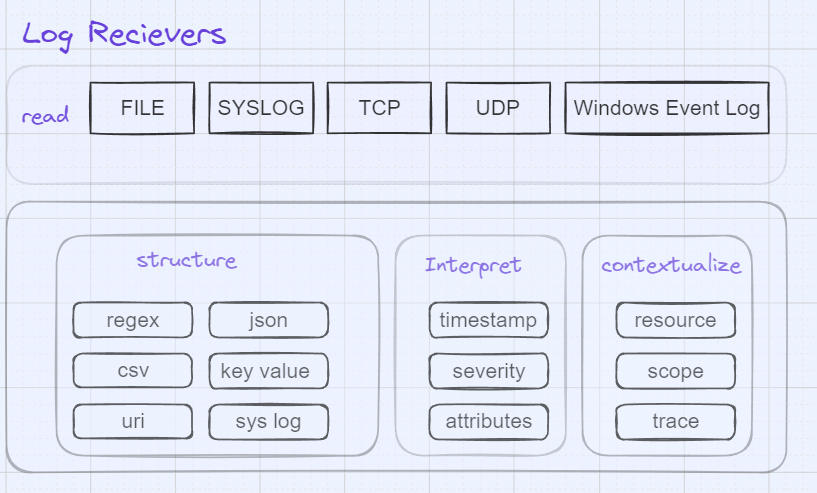 Log Recievers
read
FILE
SYSLOG
TCP
UDP
Windows Event Log
structure
regex
json
csv
key value
uri
sys log
Interpret
timestamp
severity
attributes
contextualize
resource
scope
trace